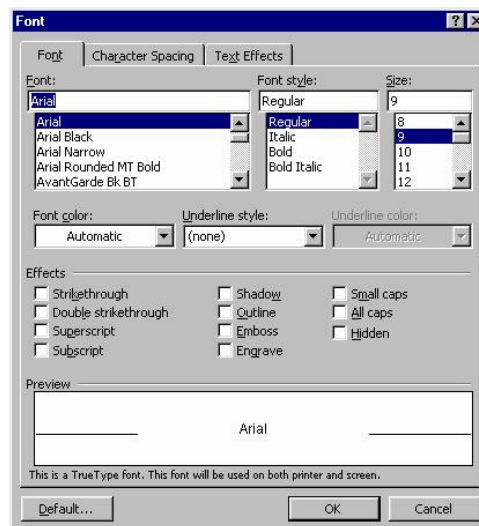 Font
Font Character Spacing Text Effects
Font: Font style: Size:
Arial Regular 9
Arial Regular 8
Arial Black Italic 9
Arial Narrow Bold 10
Arial Rounded MT Bold Bold Italic 11
AvantGarde Bk BT 12
Font color: Underline style: Underline color:
Automatic (none) Automatic
Effects
Strikethrough Shadow Small caps
Double strikethrough Outline All caps
Superscript Emboss Hidden
Subscript Engrave
Preview
Arial
This is a TrueType font. This font will be used on both printer and screen.
Default... OK Cancel